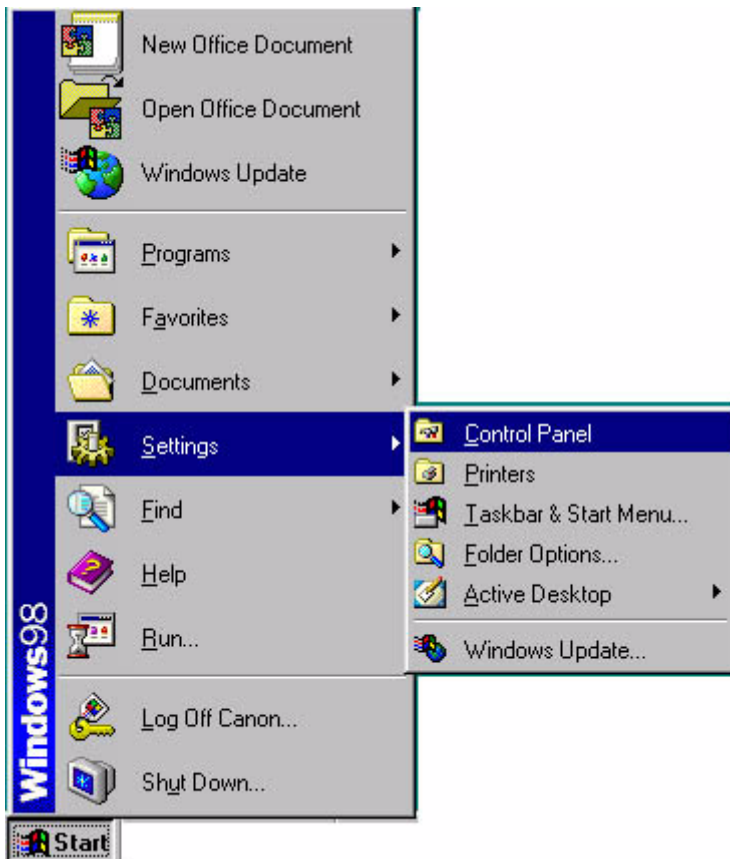 New Office Document
Open Office Document
Windows Update
Programs
Favorites
Documents
Settings
Find
Help
Run...
Log Off Canon...
Shut Down...
Windows98
Start
Control Panel
Printers
Taskbar & Start Menu...
Folder Options...
Active Desktop
Windows Update...